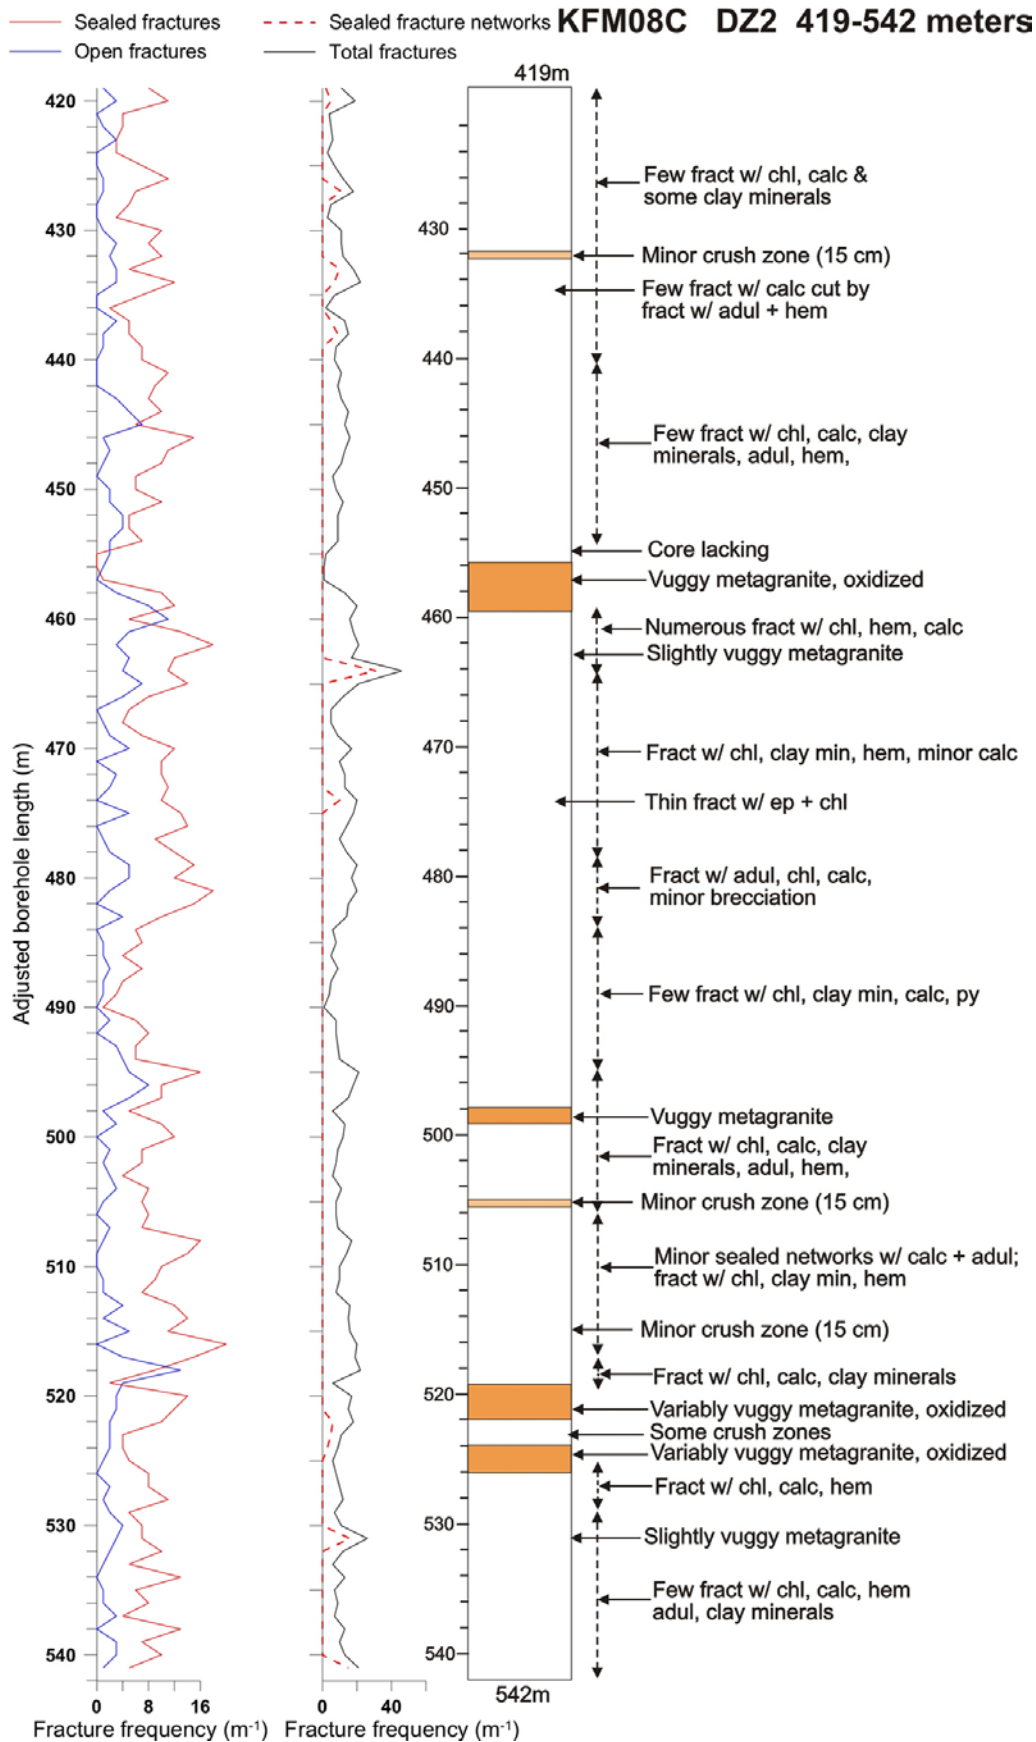 Sealed fractures
Sealed fracture networks
KFM08C DZ2 419-542 meters
Open fractures
Total fractures
419m
420
430
440
450
460
470
480
490
500
510
520
530
540
Adjusted borehole length (m)
430
440
450
460
470
480
490
500
510
520
530
540
Few fract w/ chl, calc &
some clay minerals
Minor crush zone (15 cm)
Few fract w/ calc cut by
fract w/ adul + hem
Few fract w/ chl, calc, clay
minerals, adul, hem,
Core lacking
Vuggy metagranite, oxidized
Numerous fract w/ chl, hem, calc
Slightly vuggy metagranite
Fract w/ chl, clay min, hem, minor calc
Thin fract w/ ep + chl
Fract w/ adul, chl, calc,
minor brecciation
Few fract w/ chl, clay min, calc, py
Vuggy metagranite
Fract w/ chl, calc, clay
minerals, adul, hem,
Minor crush zone (15 cm)
Minor sealed networks w/ calc + adul;
fract w/ chl, clay min, hem
Minor crush zone (15 cm)
Fract w/ chl, calc, clay minerals
Variably vuggy metagranite, oxidized
Some crush zones
Variably vuggy metagranite, oxidized
Fract w/ chl, calc, hem
Slightly vuggy metagranite
Few fract w/ chl, calc, hem
adul, clay minerals
542m
0 8 16
0 40
Fracture frequency (m⁻¹)
Fracture frequency (m⁻¹)